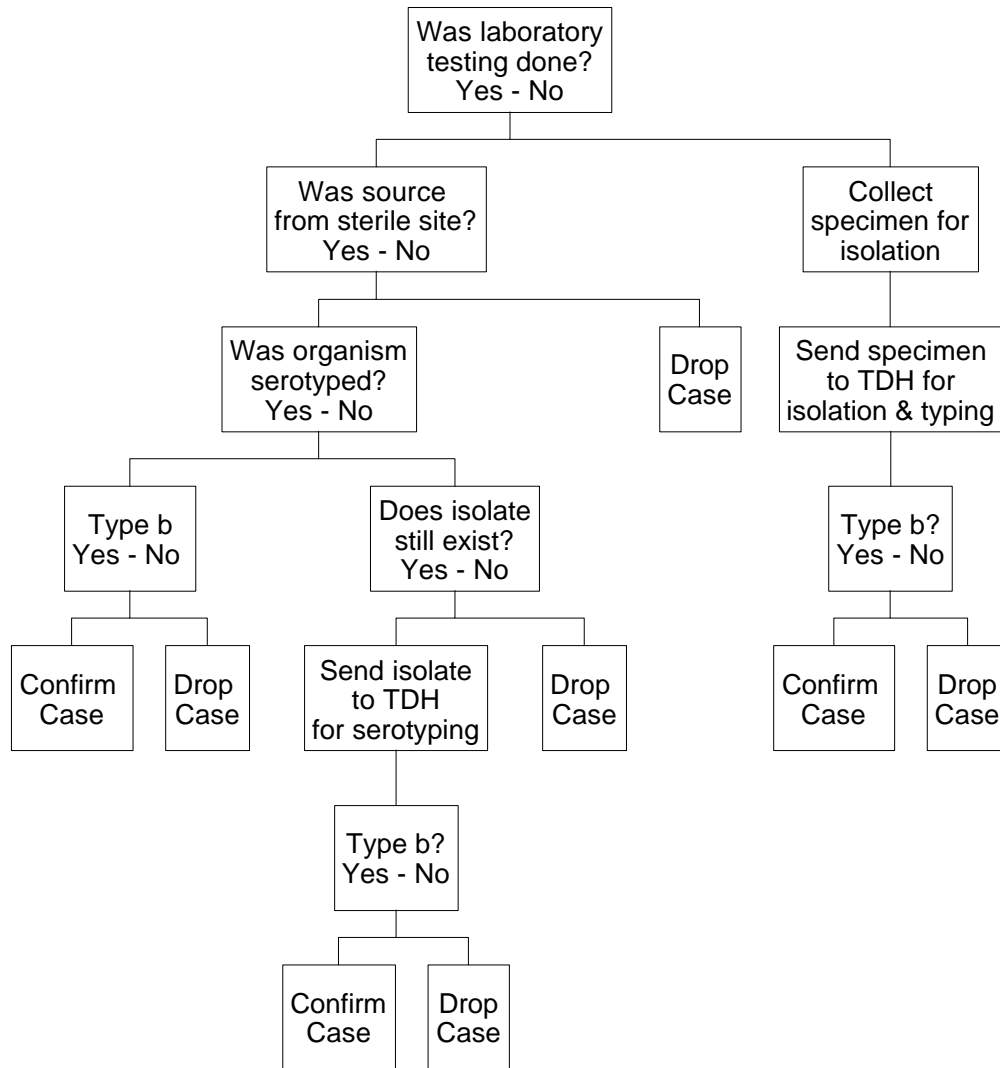 Was laboratory
testing done?
Yes - No
Was source
from sterile site?
Yes - No
Collect
specimen for
isolation
Was organism
serotyped?
Yes - No
Drop
Case
Send specimen
to TDH for
isolation & typing
Type b
Yes - No
Does isolate
still exist?
Yes - No
Type b?
Yes - No
Confirm
Case
Drop
Case
Send isolate
to TDH
for serotyping
Drop
Case
Confirm
Case
Drop
Case
Type b?
Yes - No
Confirm
Case
Drop
Case